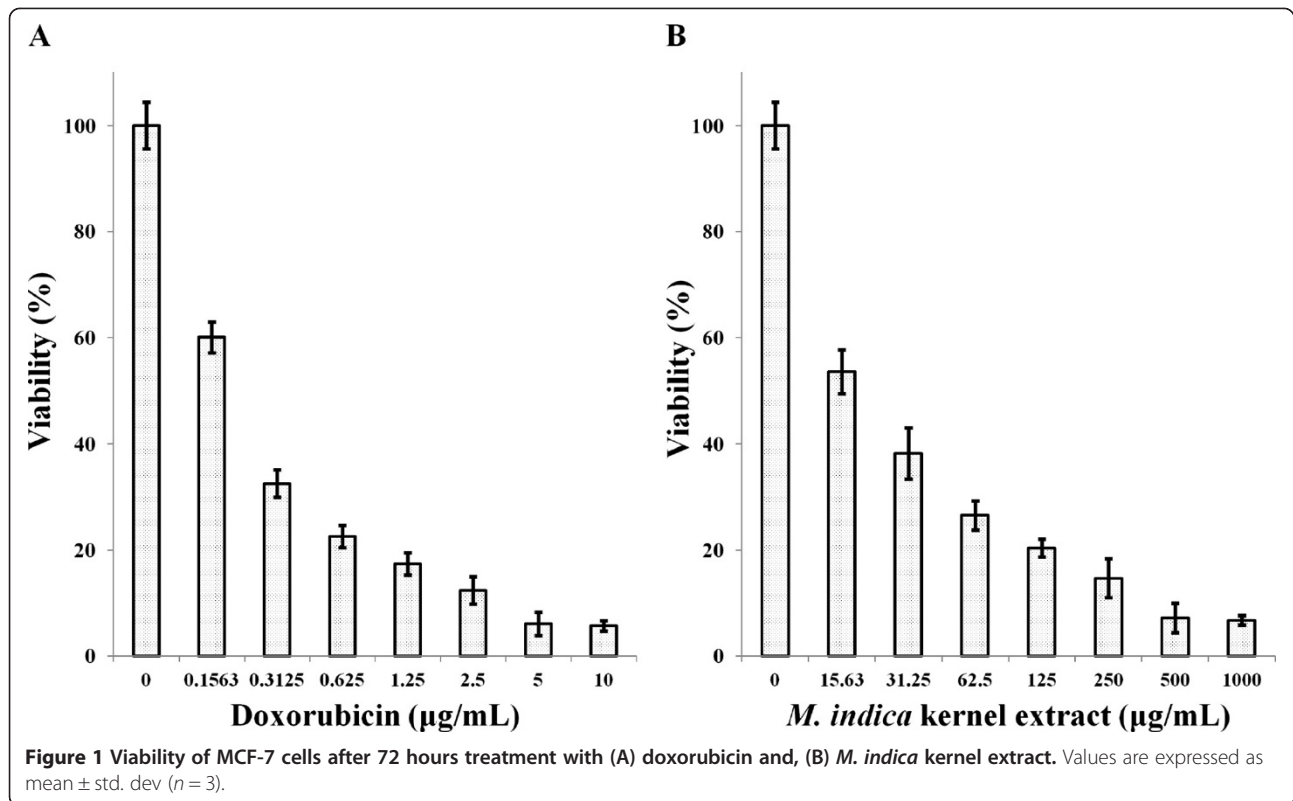 A
Viability (%)
100
80
60
40
20
0
0 0.1563 0.3125 0.625 1.25 2.5 5 10
Doxorubicin (µg/mL)
B
Viability (%)
100
80
60
40
20
0
0 15.63 31.25 62.5 125 250 500 1000
M. indica kernel extract (µg/mL)
Figure 1 Viability of MCF-7 cells after 72 hours treatment with (A) doxorubicin and, (B) M. indica kernel extract. Values are expressed as
mean ± std. dev (n = 3).